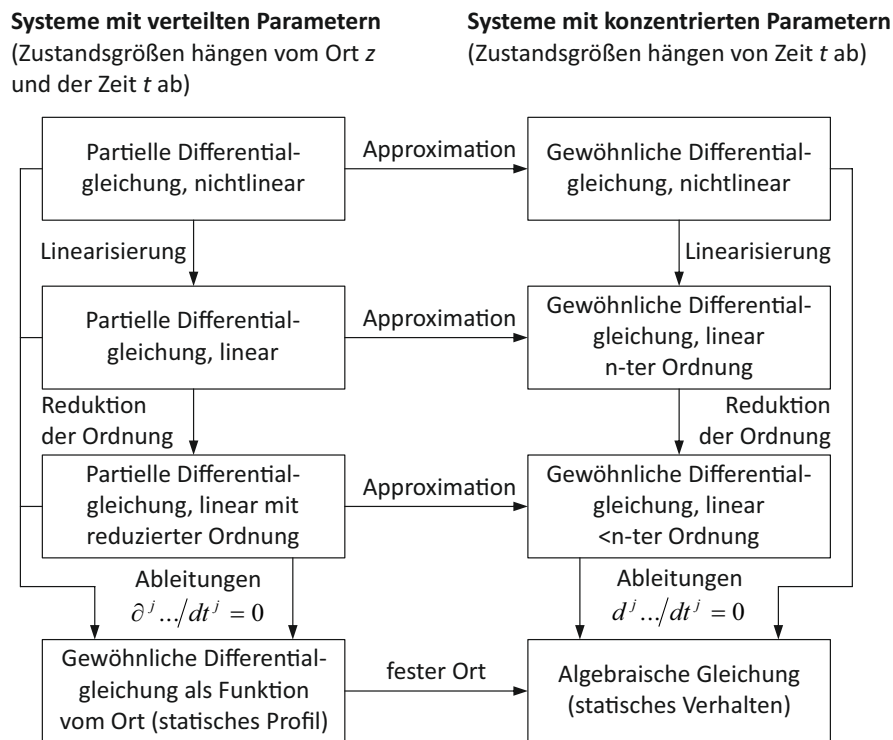 Systeme mit verteilten Parametern
(Zustandsgrößen hängen vom Ort z
und der Zeit t ab)
Systeme mit konzentrierten Parametern
(Zustandsgrößen hängen von Zeit t ab)
Partielle Differential-
gleichung, nichtlinear
Approximation
Gewöhnliche Differential-
gleichung, nichtlinear
Linearisierung
Linearisierung
Partielle Differential-
gleichung, linear
Approximation
Gewöhnliche Differential-
gleichung, linear
n-ter Ordnung
Reduktion
der Ordnung
Reduktion
der Ordnung
Partielle Differential-
gleichung, linear mit
reduzierter Ordnung
Approximation
Gewöhnliche Differential-
gleichung, linear
<n-ter Ordnung
Ableitungen
∂^j .../dt^j = 0
Ableitungen
d^j .../dt^j = 0
Gewöhnliche Differential-
gleichung als Funktion
vom Ort (statisches Profil)
fester Ort
Algebraische Gleichung
(statisches Verhalten)